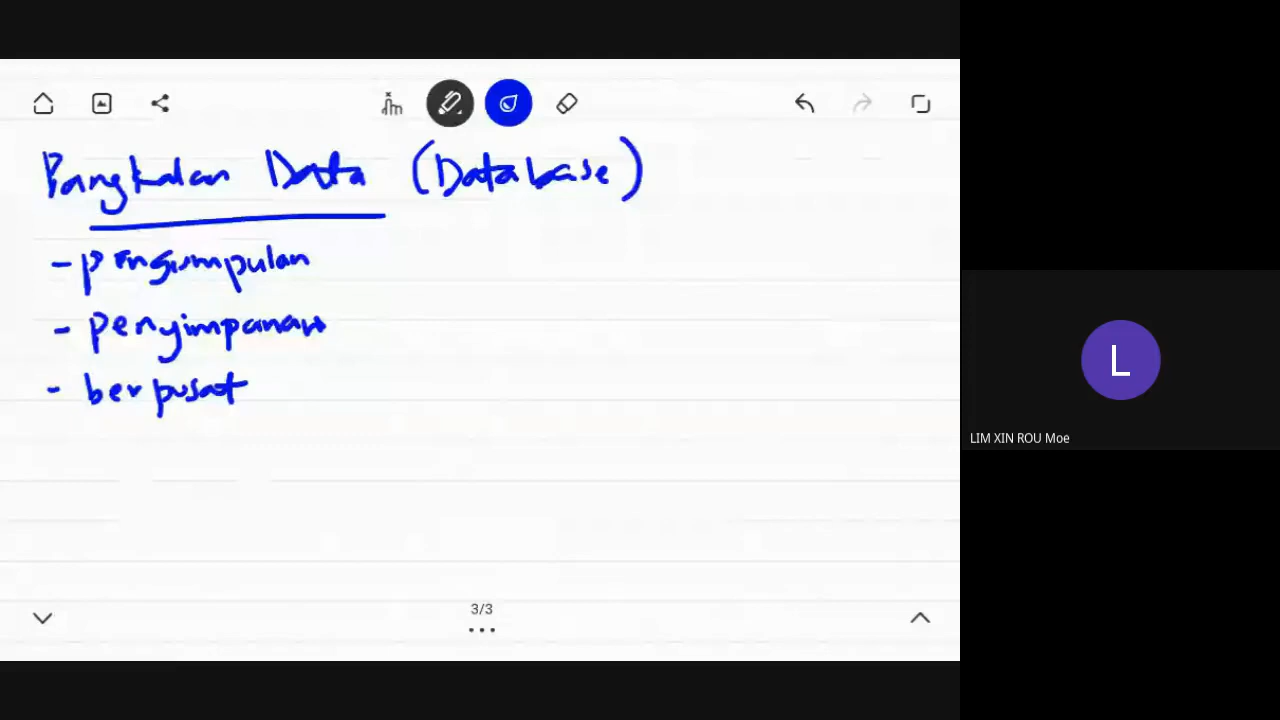 Pangkalan Data (Database)
- pengumpulan
- penyimpanan
- berpusat
3/3
L
LIM XIN ROU Moe